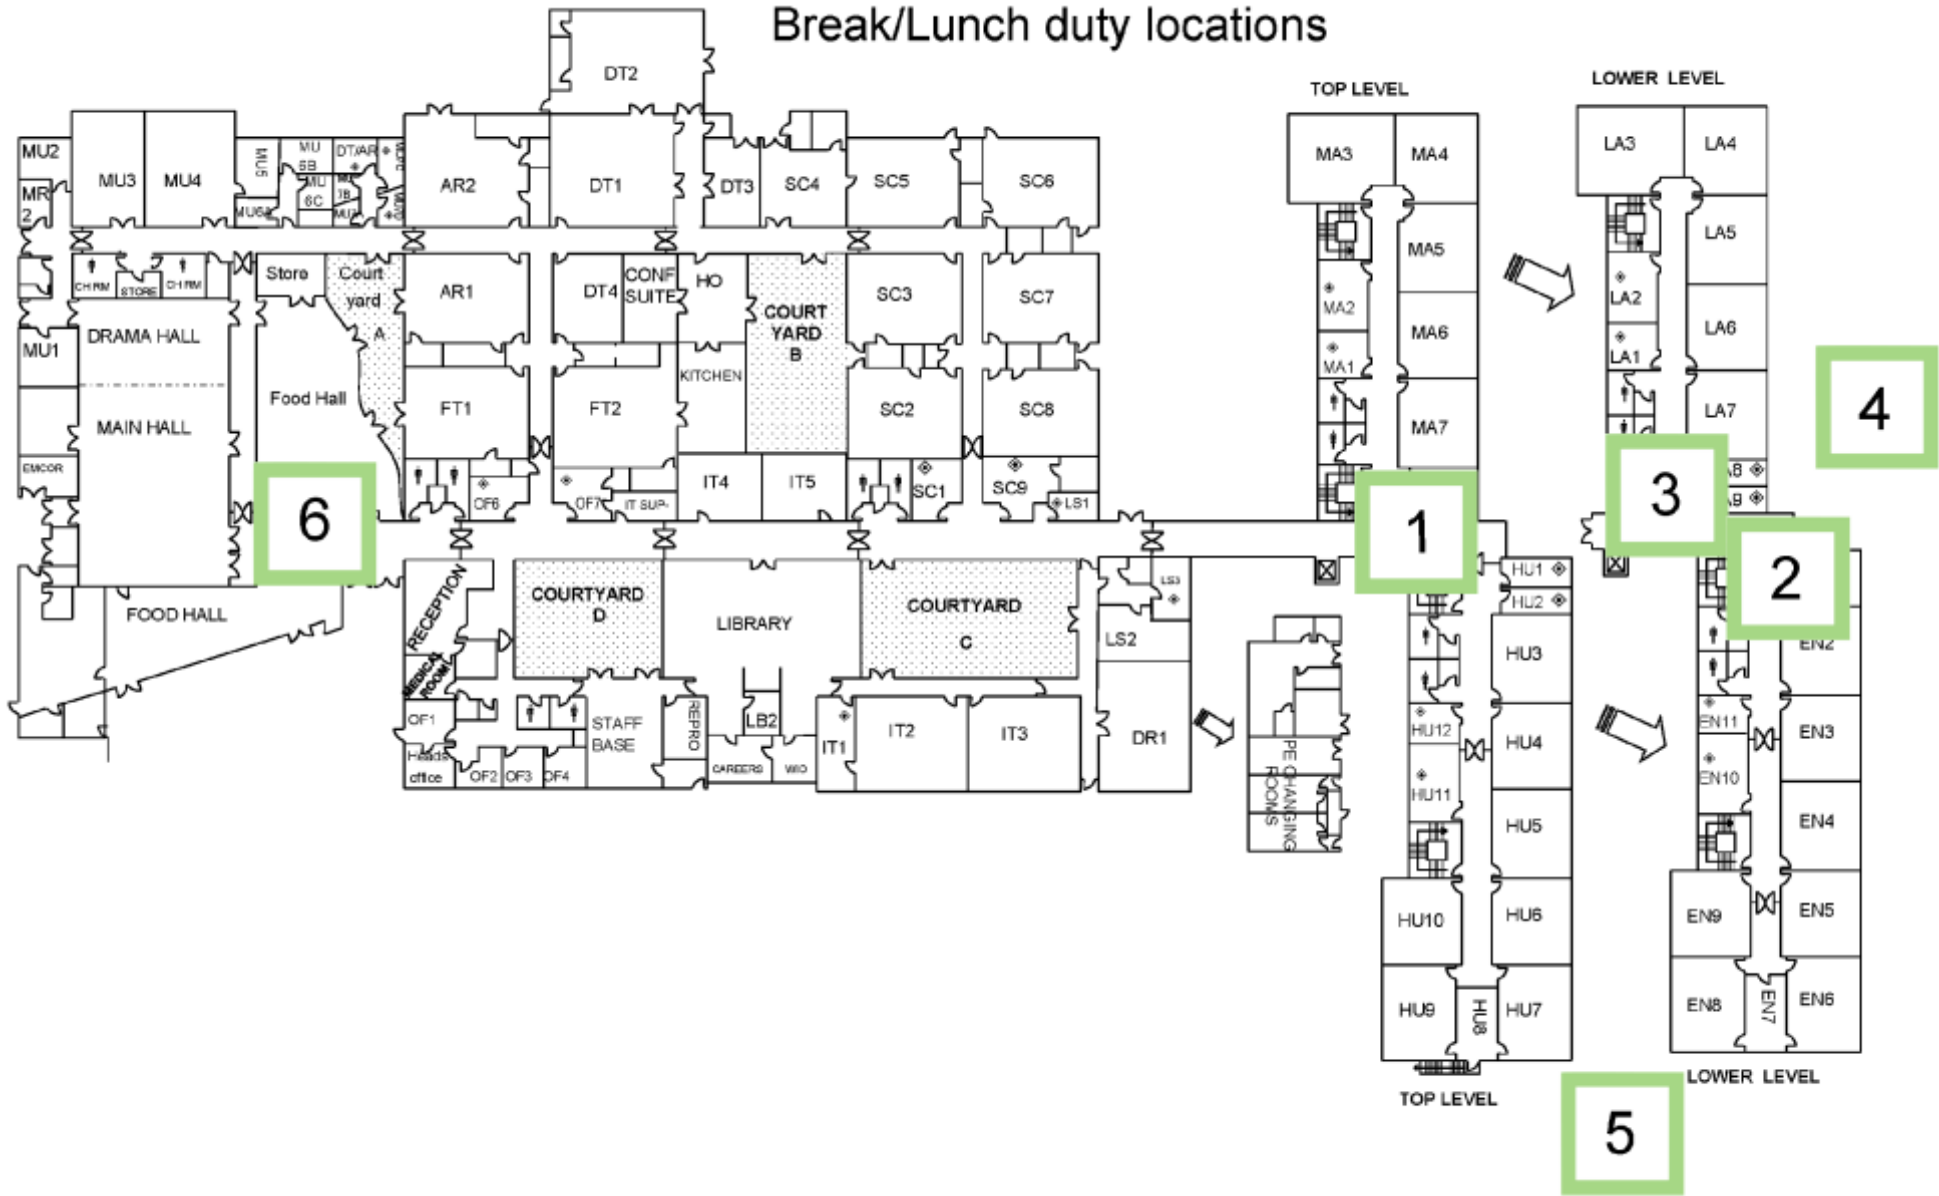 Break/Lunch duty locations
DT2
TOP LEVEL
LOWER LEVEL
MU2
MR
2
MU3
MU4
MU5
MU
6B
MU
6C
DT/AR
AR2
DT1
DT3
SC4
SC5
SC6
MA3
MA4
LA3
LA4
CH RM
STORE
CH RM
Store
Court
yard
A
AR1
DT4
CONF
SUITE
HO
COURT
YARD
B
SC3
SC7
MA5
LA5
MA2
MA6
LA2
LA6
MU1
DRAMA HALL
MA1
LA1
KITCHEN
Food Hall
FT1
FT2
SC2
SC8
MA7
LA7
4
MAIN HALL
EMCOR
OF6
OF7
IT SUP-
IT4
IT5
SC1
SC9
LS1
6
1
3
2
RECEPTION
COURTYARD
D
LIBRARY
COURTYARD
C
LS3
LS2
HU1
HU2
FOOD HALL
MEDICAL
ROOM
HU3
EN2
OF1
Heads
office
OF2
OF3
OF4
STAFF
BASE
REPRO
LB2
CAREERS
IT1
IT2
IT3
DR1
PE CHANGING
ROOMS
HU12
HU4
EN11
EN3
HU11
HU5
EN10
EN4
HU10
HU6
EN9
EN5
HU9
HU8
HU7
EN8
EN7
EN6
TOP LEVEL
LOWER LEVEL
5